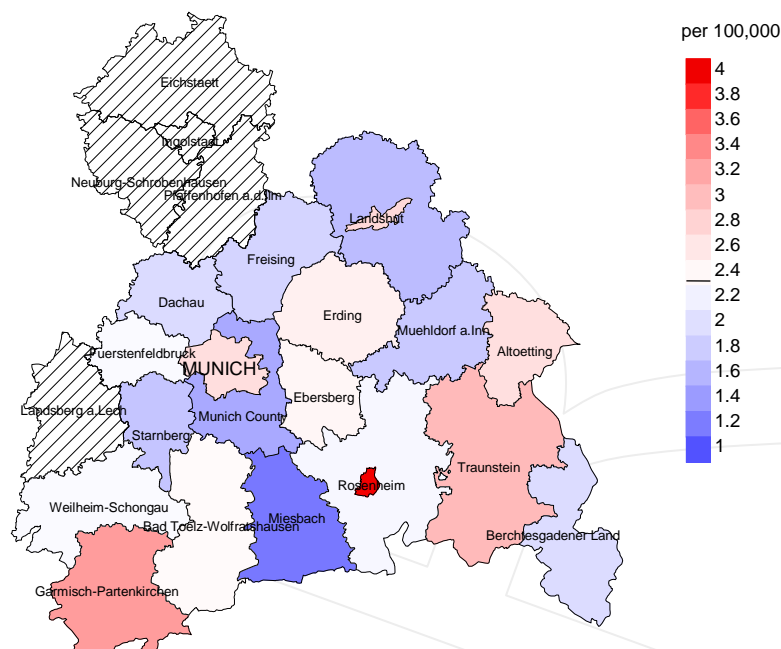 per 100,000
4
3.8
3.6
3.4
3.2
3
2.8
2.6
2.4
2.2
2
1.8
1.6
1.4
1.2
1
Eichstaett
Ingolstadt
Neuburg-Schrobenhausen
Pfaffenhofen a.d.Ilm
Landshut
Freising
Dachau
Erding
Muehldorf a.Inn
Altoetting
Fuerstenfeldbruck
MUNICH
Ebersberg
Landsberg a.Lech
Munich County
Starnberg
Traunstein
Rosenheim
Weilheim-Schongau
Miesbach
Bad Toelz-Wolfratshausen
Berchtesgadener Land
Garmisch-Partenkirchen